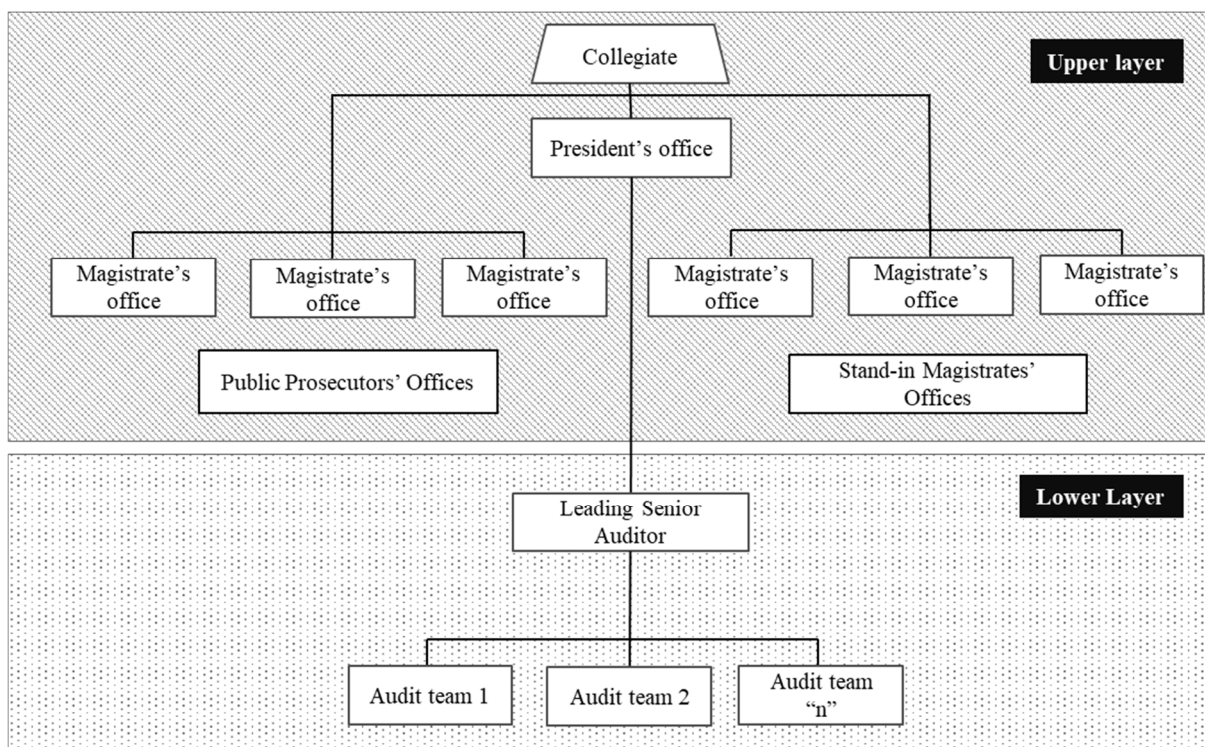 Collegiate
Upper layer
President’s office
Magistrate’s
office
Magistrate’s
office
Magistrate’s
office
Magistrate’s
office
Magistrate’s
office
Magistrate’s
office
Public Prosecutors’ Offices
Stand-in Magistrates’
Offices
Lower Layer
Leading Senior
Auditor
Audit team 1
Audit team 2
Audit team
“n”